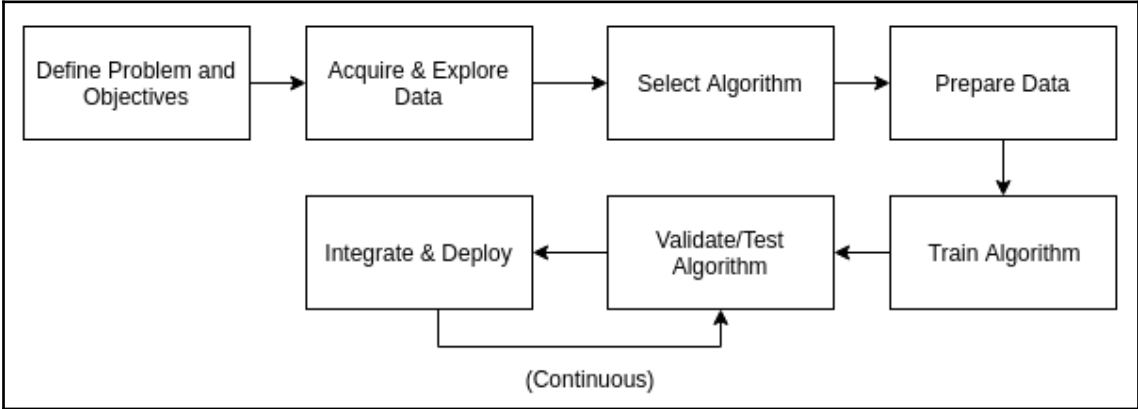 Define Problem and
Objectives
Acquire & Explore
Data
Select Algorithm
Prepare Data
Train Algorithm
Validate/Test
Algorithm
Integrate & Deploy
(Continuous)